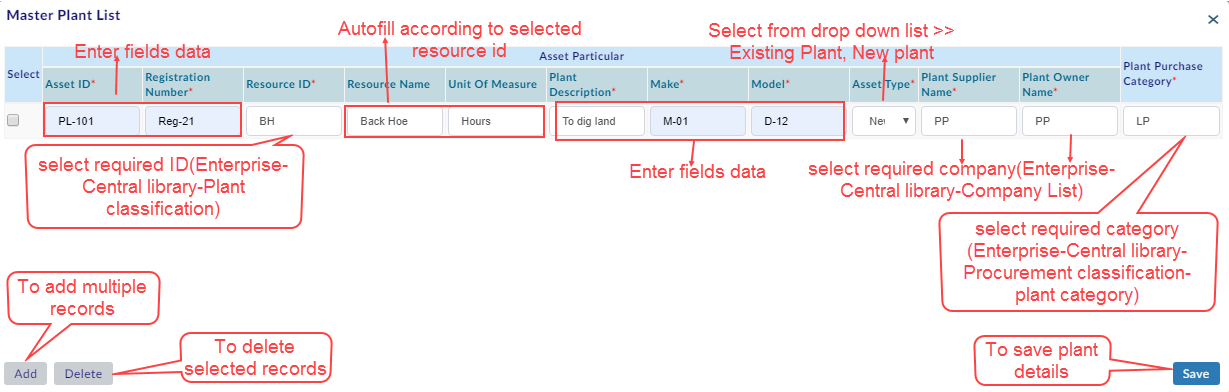 Master Plant List
×
Autofill according to selected
resource id
Select from drop down list >>
Existing Plant, New plant
Enter fields data
Asset Particular
Select
Asset ID*
Registration
Number*
Resource ID*
Resource Name
Unit Of Measure
Plant
Description*
Make*
Model*
Asset Type*
Plant Supplier
Name*
Plant Owner
Name*
Plant Purchase
Category*
PL-101
Reg-21
BH
Back Hoe
Hours
To dig land
M-01
D-12
Nev
PP
PP
LP
select required ID(Enterprise-
Central library-Plant
classification)
Enter fields data
select required company(Enterprise-
Central library-Company List)
select required category
(Enterprise-Central library-
Procurement classification-
plant category)
To add multiple
records
To delete
selected records
To save plant
details
Add
Delete
Save